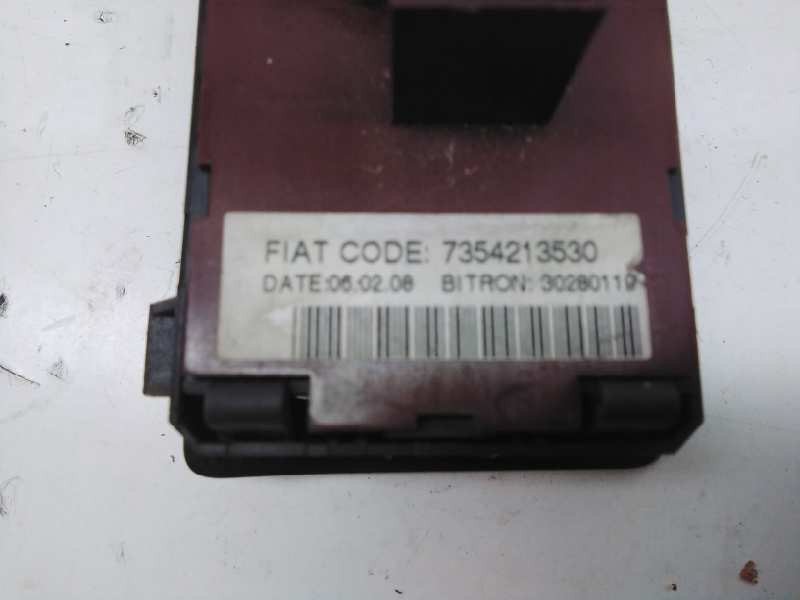 FIAT CODE: 7354213530
DATE:06.02.08 BITRON: 30280119